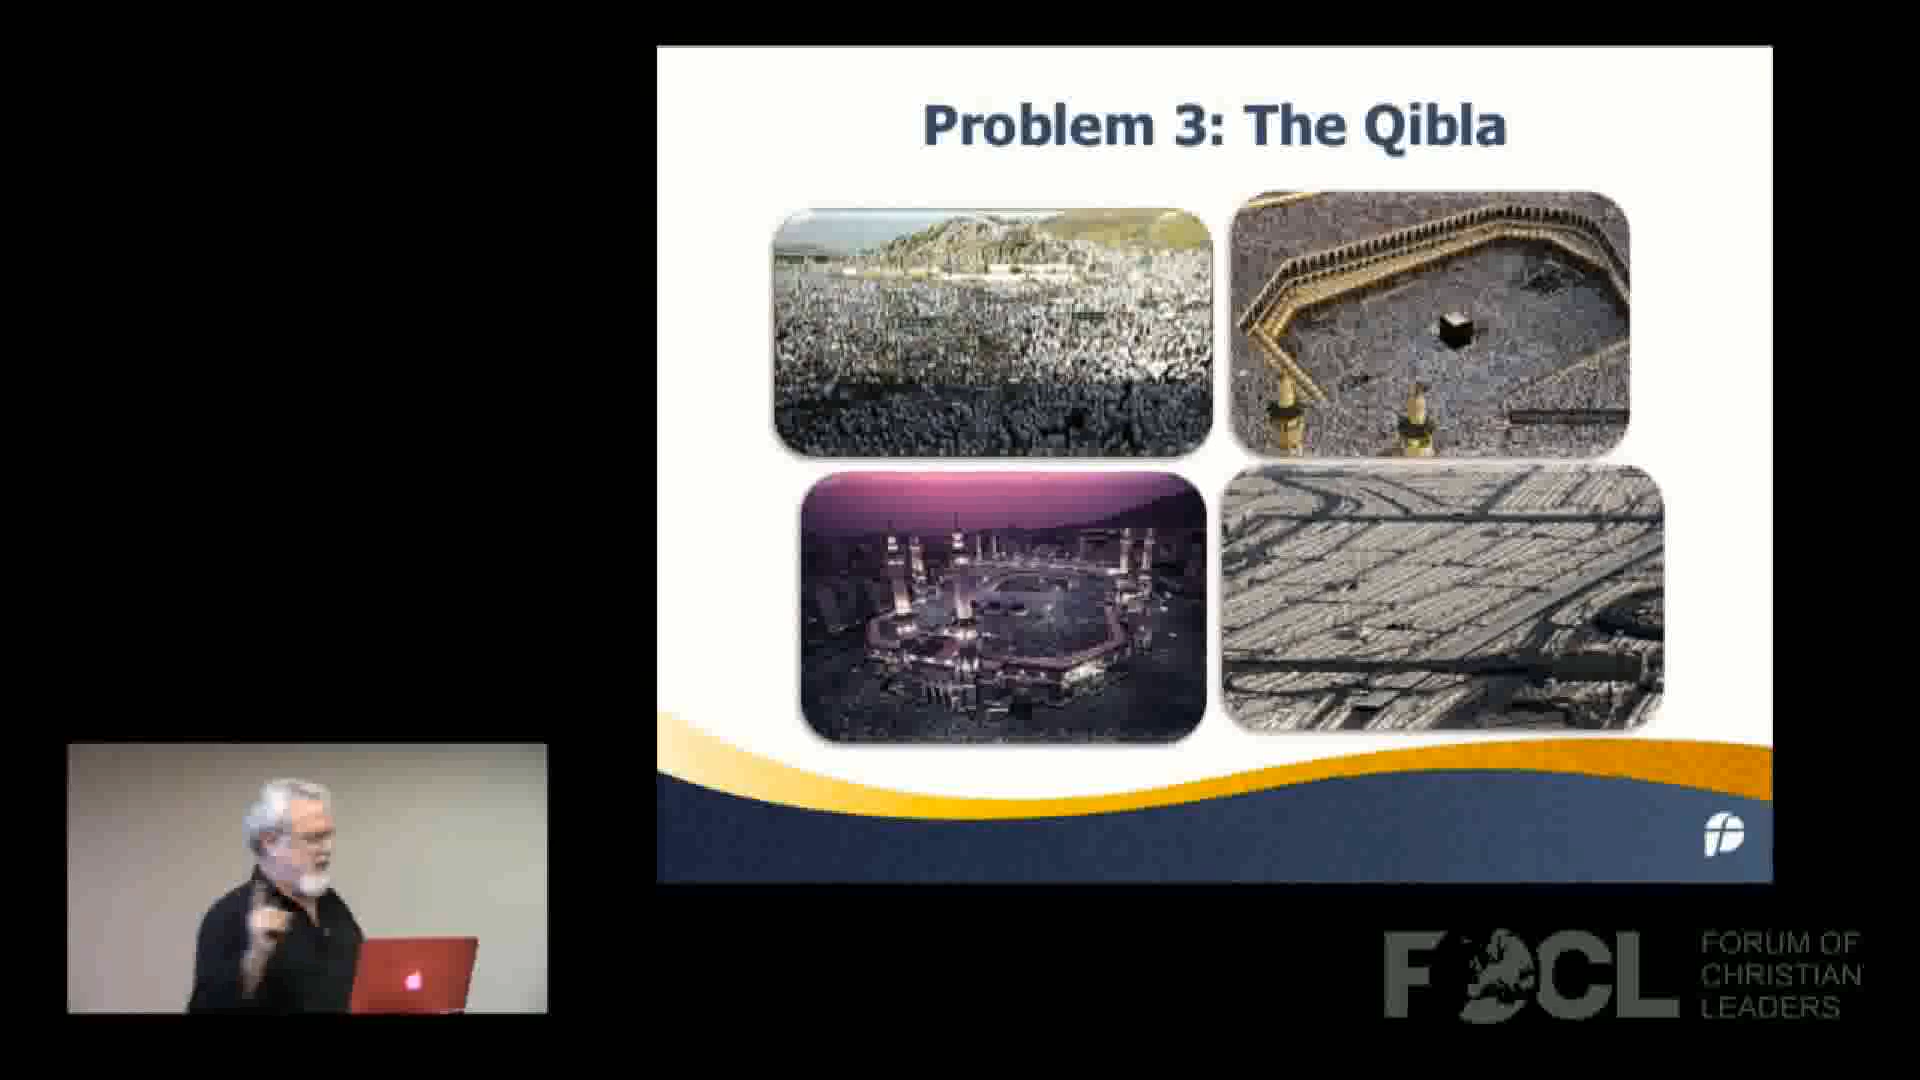 Problem 3: The Qibla
FOCL
FORUM OF
CHRISTIAN
LEADERS